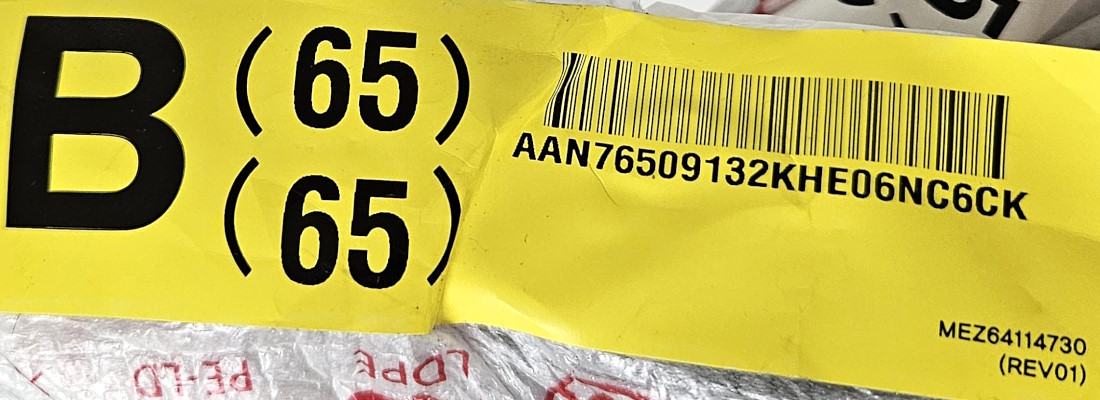 B
(65)
(65)
AAN76509132KHE06NC6CK
MEZ64114730
(REV01)
PE-LD
LDPE